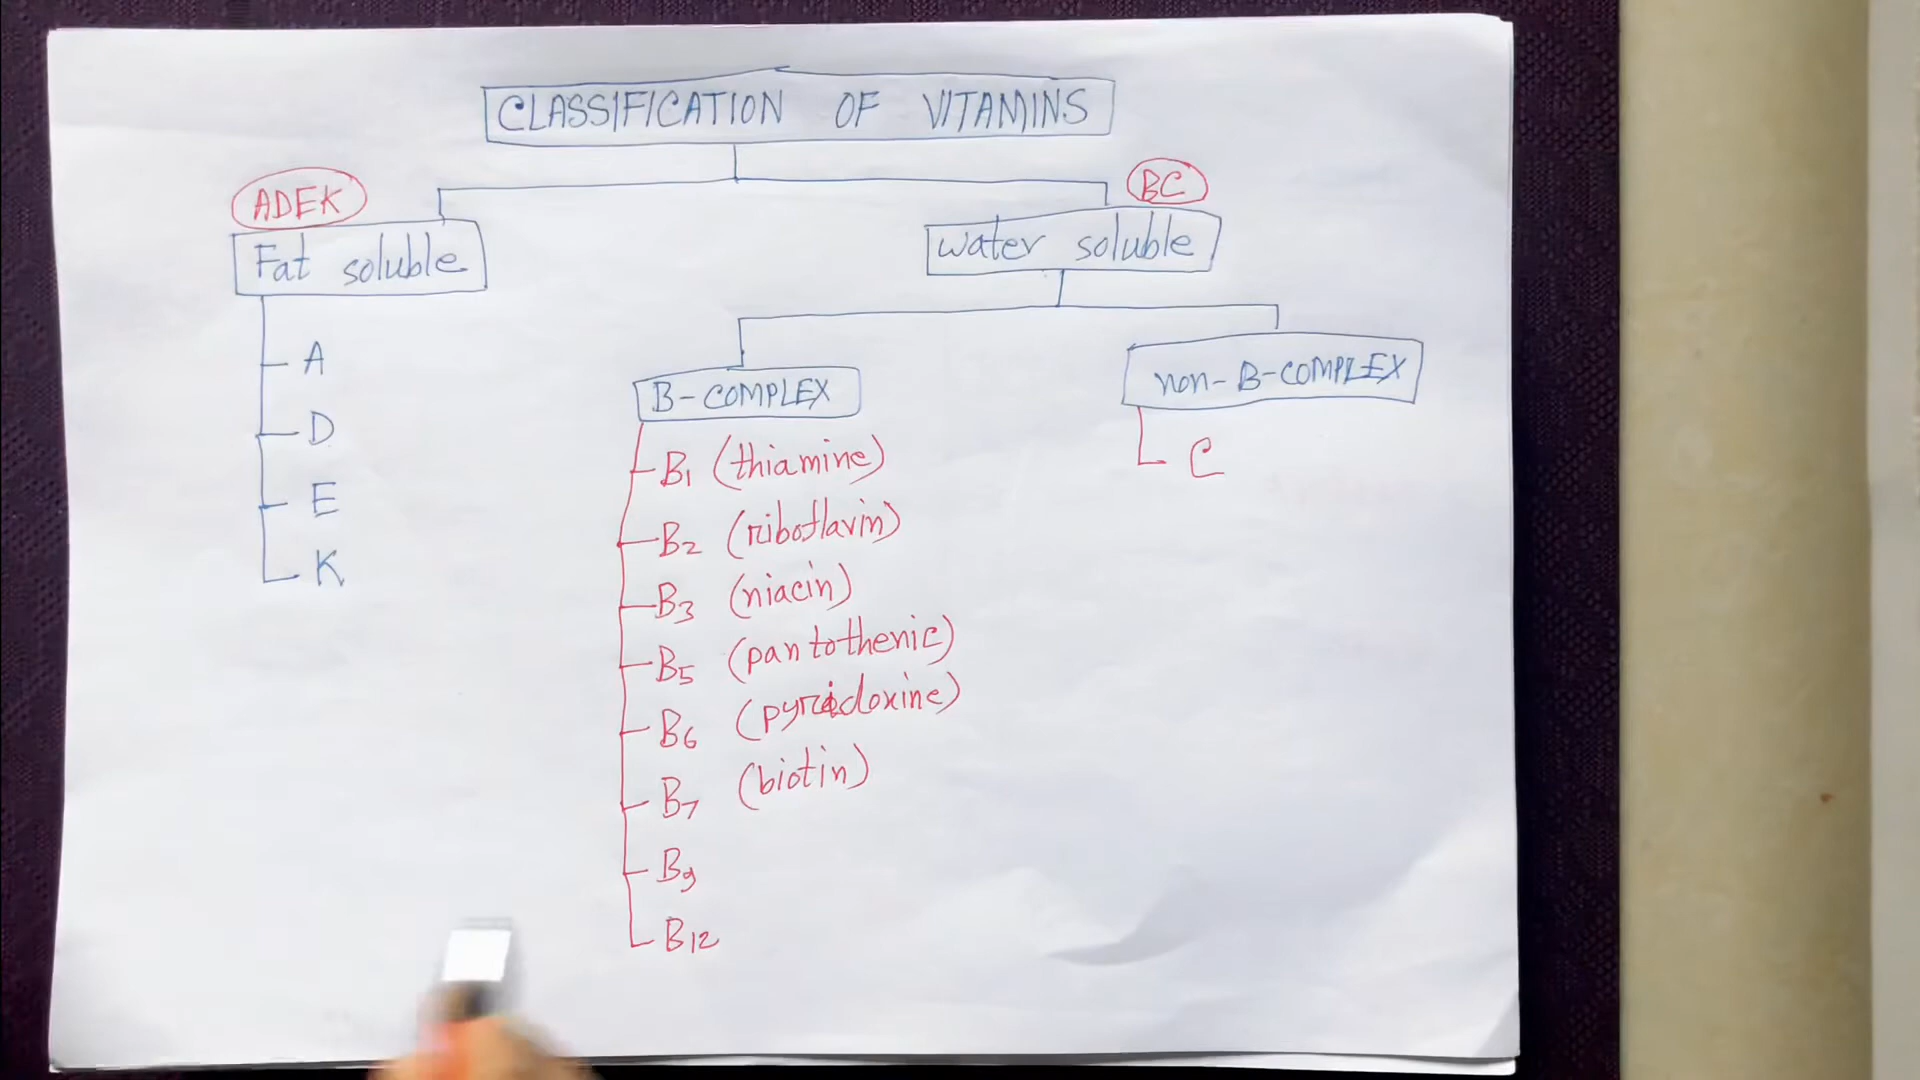 CLASSIFICATION OF VITAMINS
ADEK
Fat soluble
A
D
E
K
BC
water soluble
B-COMPLEX
B1 (thiamine)
B2 (riboflavin)
B3 (niacin)
B5 (pantothenic)
B6 (pyridoxine)
B7 (biotin)
B9
B12
non-B-COMPLEX
C